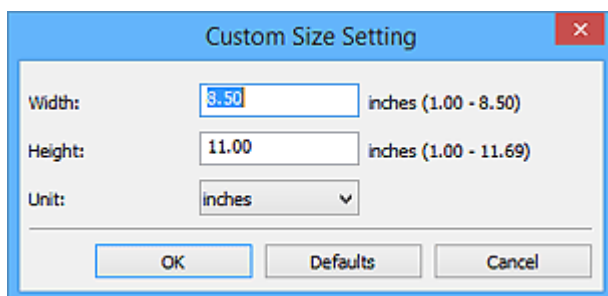 Custom Size Setting
Width: 8.50 inches (1.00 - 8.50)
Height: 11.00 inches (1.00 - 11.69)
Unit: inches
OK Defaults Cancel